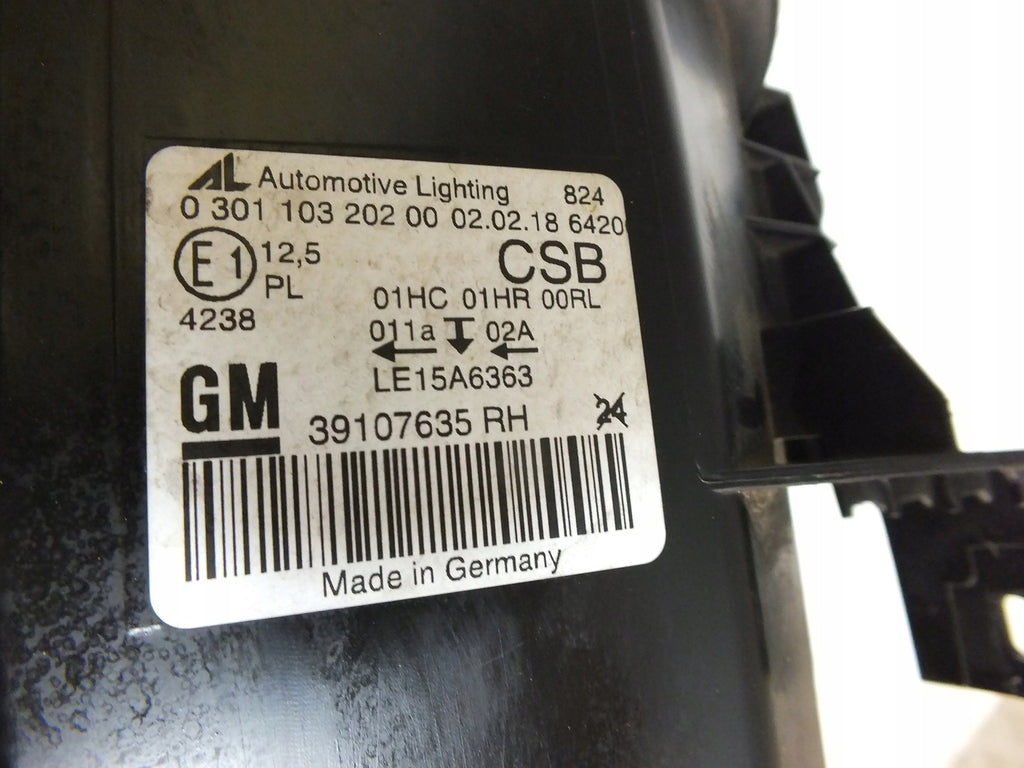 AL Automotive Lighting 824
0 301 103 202 00 02.02.18 6420
E1 12,5 CSB
PL
01HC 01HR 00RL
4238 011a 02A
LE15A6363
GM 39107635 RH 24
Made in Germany